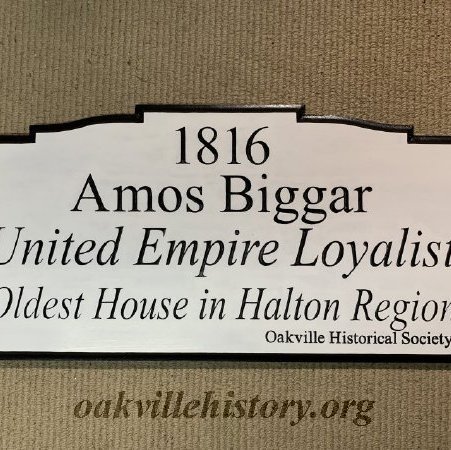 1816
Amos Biggar
United Empire Loyalist
Oldest House in Halton Region
Oakville Historical Society
oakvillehistory.org